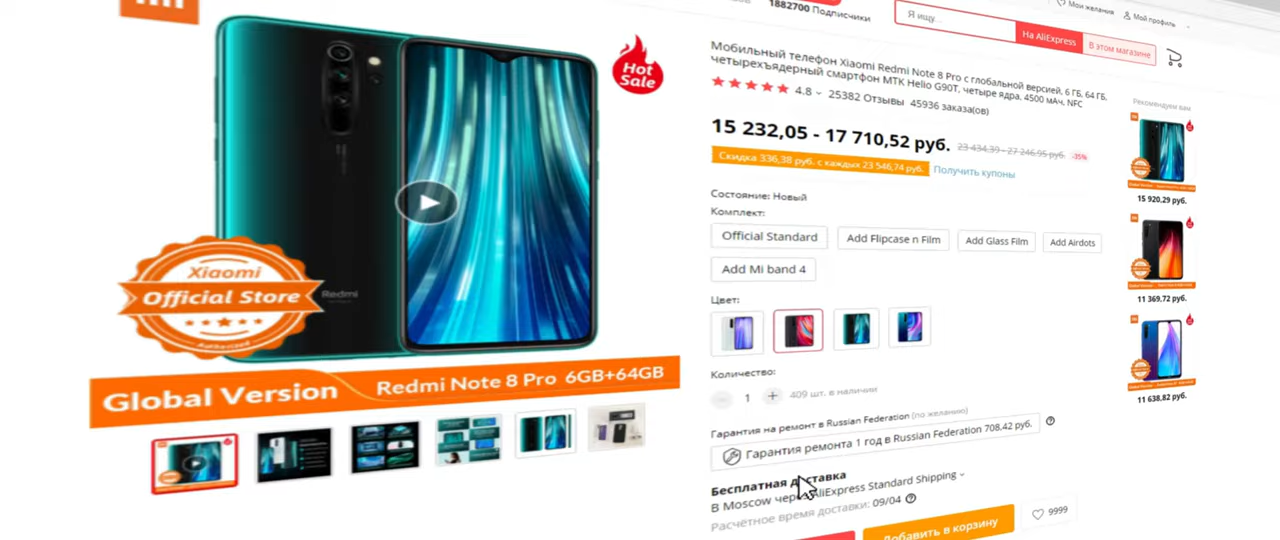 1882700 Подписчики
Я ищу...
На AliExpress
В этом магазине
Мои желания
Мой профиль
Hot
Sale
Xiaomi
Official Store
Authorized
Redmi
Global Version
Redmi Note 8 Pro 6GB+64GB
Мобильный телефон Xiaomi Redmi Note 8 Pro с глобальной версией, 6 ГБ, 64 ГБ,
четырехъядерный смартфон MTK Helio G90T, четыре ядра, 4500 мАч, NFC
4.8
25382 Отзывы
45936 заказа(ов)
15 232,05 - 17 710,52 руб.
23 434,39 - 27 246,95 руб.
-35%
Скидка 336,38 руб. с каждых 23 546,74 руб.
Получить купоны
Состояние: Новый
Комплект:
Official Standard
Add Flipcase n Film
Add Glass Film
Add Airdots
Add Mi band 4
Цвет:
Количество:
1
409 шт. в наличии
Гарантия на ремонт в Russian Federation (по желанию)
Гарантия ремонта 1 год в Russian Federation 708.42 руб.
Бесплатная доставка
В Moscow через AliExpress Standard Shipping
Расчётное время доставки: 09/04
Добавить в корзину
9999
Рекомендуем вам
15 920,29 руб.
11 369,72 руб.
11 638,82 руб.